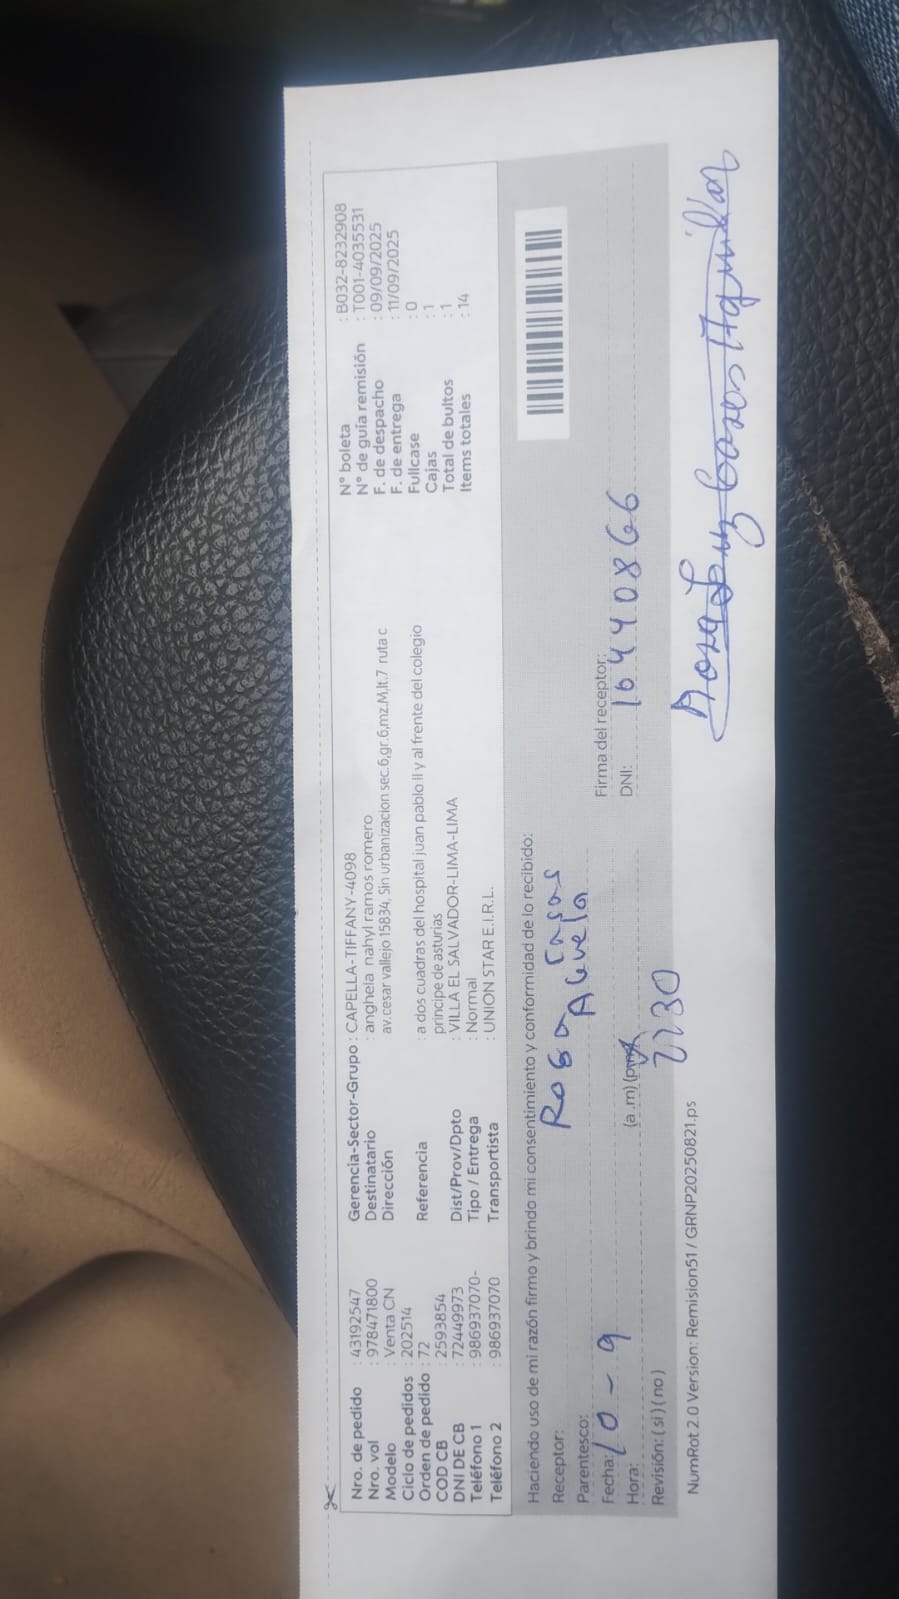 Nro. de pedido : 43192547
Nro. vol : 978471800
Modelo : Venta CN
Ciclo de pedidos : 202514
Orden de pedido : 72
COD CB : 2593854
DNI DE CB : 72449973
Teléfono 1 : 986937070-
Teléfono 2 : 986937070
Gerencia-Sector-Grupo : CAPELLA-TIFFANY-4098
Destinatario : anghela nahyl ramos romero
Dirección av.cesar vallejo 15834, Sin urbanizacion sec.6,gr.6,mz.M,lt.7 ruta c
Referencia : a dos cuadras del hospital juan pablo II y al frente del colegio
principe de asturias
Dist/Prov/Dpto : VILLA EL SALVADOR-LIMA-LIMA
Tipo / Entrega : Normal
Transportista : UNION STAR E.I.R.L.
N° boleta : B032-8232908
N° de guía remisión : T001-4035531
F. de despacho : 09/09/2025
F. de entrega : 11/09/2025
Fullcase : 0
Cajas : 1
Total de bultos : 1
Items totales : 14
Haciendo uso de mi razón firmo y brindo mi consentimiento y conformidad de lo recibido:
Receptor: Rosa Casas
Parentesco: Abuela
Fecha: 10-9
Firma del receptor:
Hora: (a .m) (pm)
DNI: 16440866
Revisión: ( si ) ( no )
NumRot 2.0 Version: Remision51 / GRNP20250821.ps